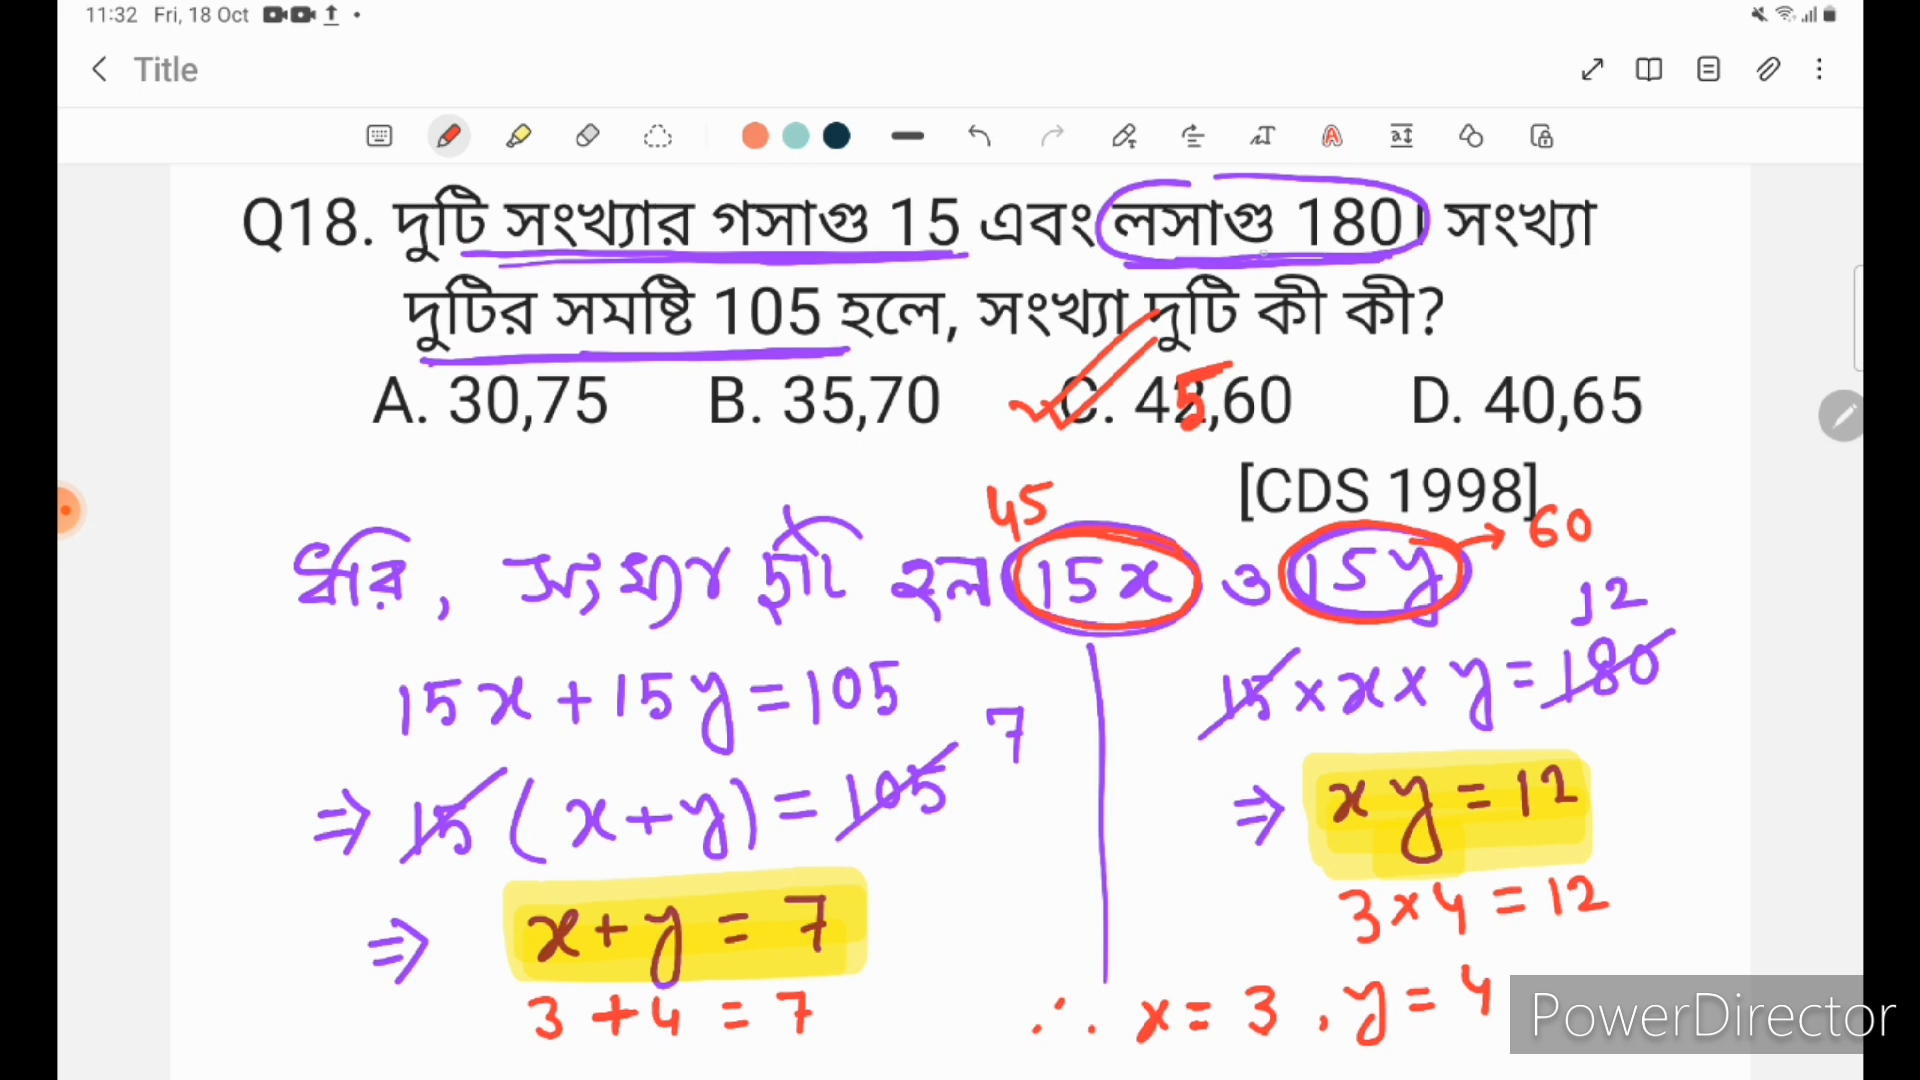 11:32 Fri, 18 Oct
Title
Q18. দুটি সংখ্যার গসাগু 15 এবং লসাগু 180। সংখ্যা
দুটির সমষ্টি 105 হলে, সংখ্যা দুটি কী কী?
A. 30,75 B. 35,70 C. 45,60 D. 40,65
[CDS 1998]
45
60
ধরি, সংখ্যা দুটি হল 15x ও 15y
12
15x+15y=105
15×x×y=180
7
⇒ 15(x+y)=105
⇒ xy=12
3×4=12
⇒ x+y=7
3+4=7
∴ x=3, y=4
PowerDirector